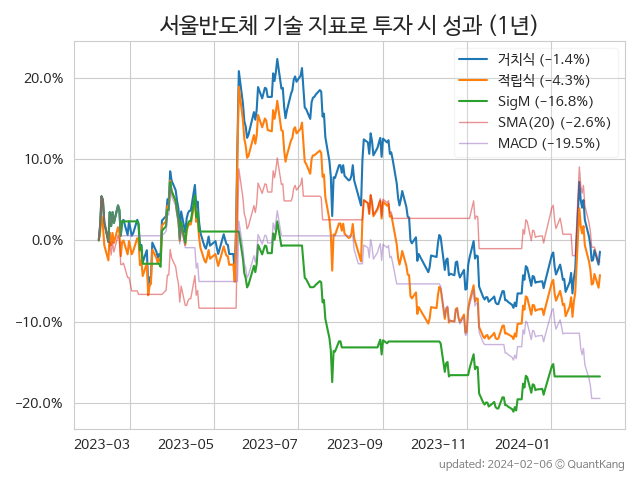 서울반도체 기술 지표로 투자 시 성과 (1년)
거치식 (−1.4%)
적립식 (−4.3%)
SigM (−16.8%)
SMA(20) (−2.6%)
MACD (−19.5%)
20.0%
10.0%
0.0%
−10.0%
−20.0%
2023-03 2023-05 2023-07 2023-09 2023-11 2024-01
updated: 2024-02-06 © QuantKang